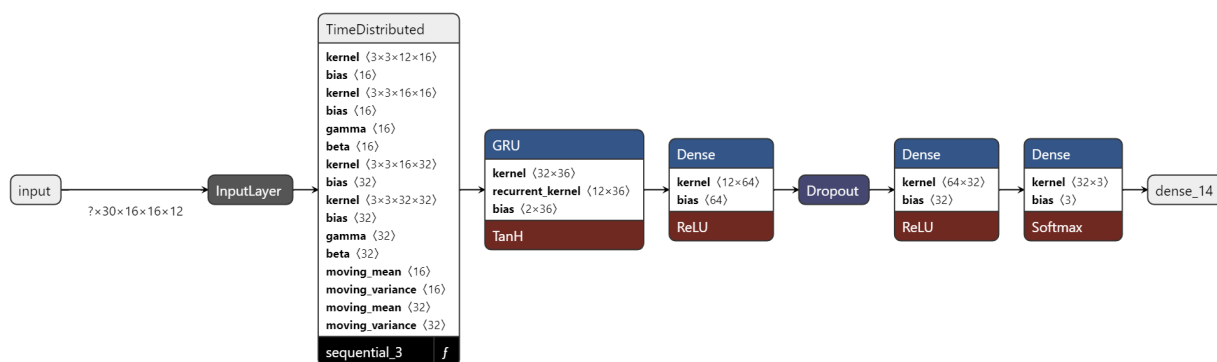 input
?×30×16×16×12
InputLayer
TimeDistributed
kernel ⟨3×3×12×16⟩
bias ⟨16⟩
kernel ⟨3×3×16×16⟩
bias ⟨16⟩
gamma ⟨16⟩
beta ⟨16⟩
kernel ⟨3×3×16×32⟩
bias ⟨32⟩
kernel ⟨3×3×32×32⟩
bias ⟨32⟩
gamma ⟨32⟩
beta ⟨32⟩
moving_mean ⟨16⟩
moving_variance ⟨16⟩
moving_mean ⟨32⟩
moving_variance ⟨32⟩
sequential_3 ƒ
GRU
kernel ⟨32×36⟩
recurrent_kernel ⟨12×36⟩
bias ⟨2×36⟩
TanH
Dense
kernel ⟨12×64⟩
bias ⟨64⟩
ReLU
Dropout
Dense
kernel ⟨64×32⟩
bias ⟨32⟩
ReLU
Dense
kernel ⟨32×3⟩
bias ⟨3⟩
Softmax
dense_14